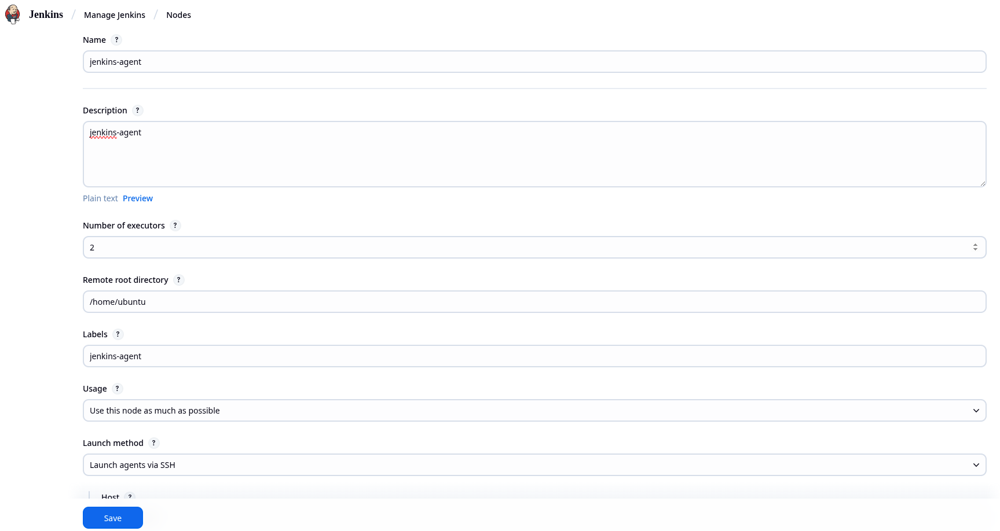 Jenkins / Manage Jenkins / Nodes
Name ?
jenkins-agent
Description ?
jenkins-agent
Plain text Preview
Number of executors ?
2
Remote root directory ?
/home/ubuntu
Labels ?
jenkins-agent
Usage ?
Use this node as much as possible
Launch method ?
Launch agents via SSH
Host ?
Save